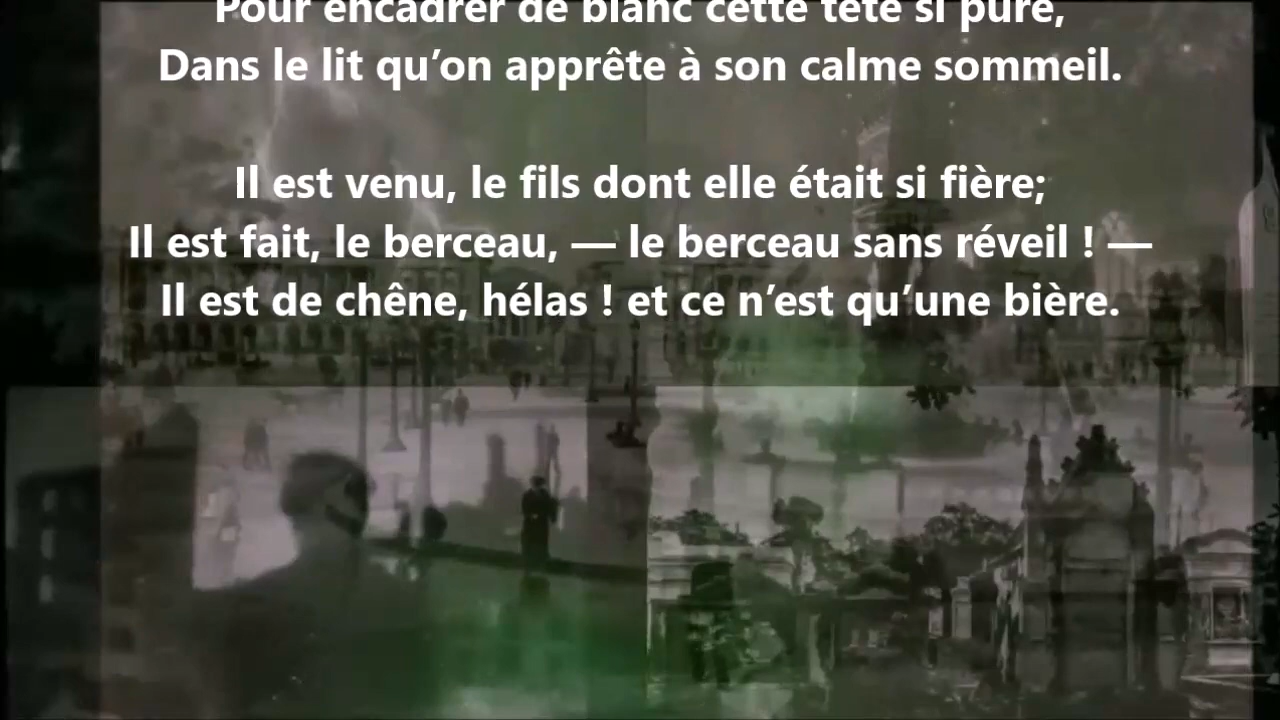 Pour encadrer de blanc cette tête si pure,
Dans le lit qu’on apprête à son calme sommeil.
Il est venu, le fils dont elle était si fière;
Il est fait, le berceau, — le berceau sans réveil ! —
Il est de chêne, hélas ! et ce n’est qu’une bière.